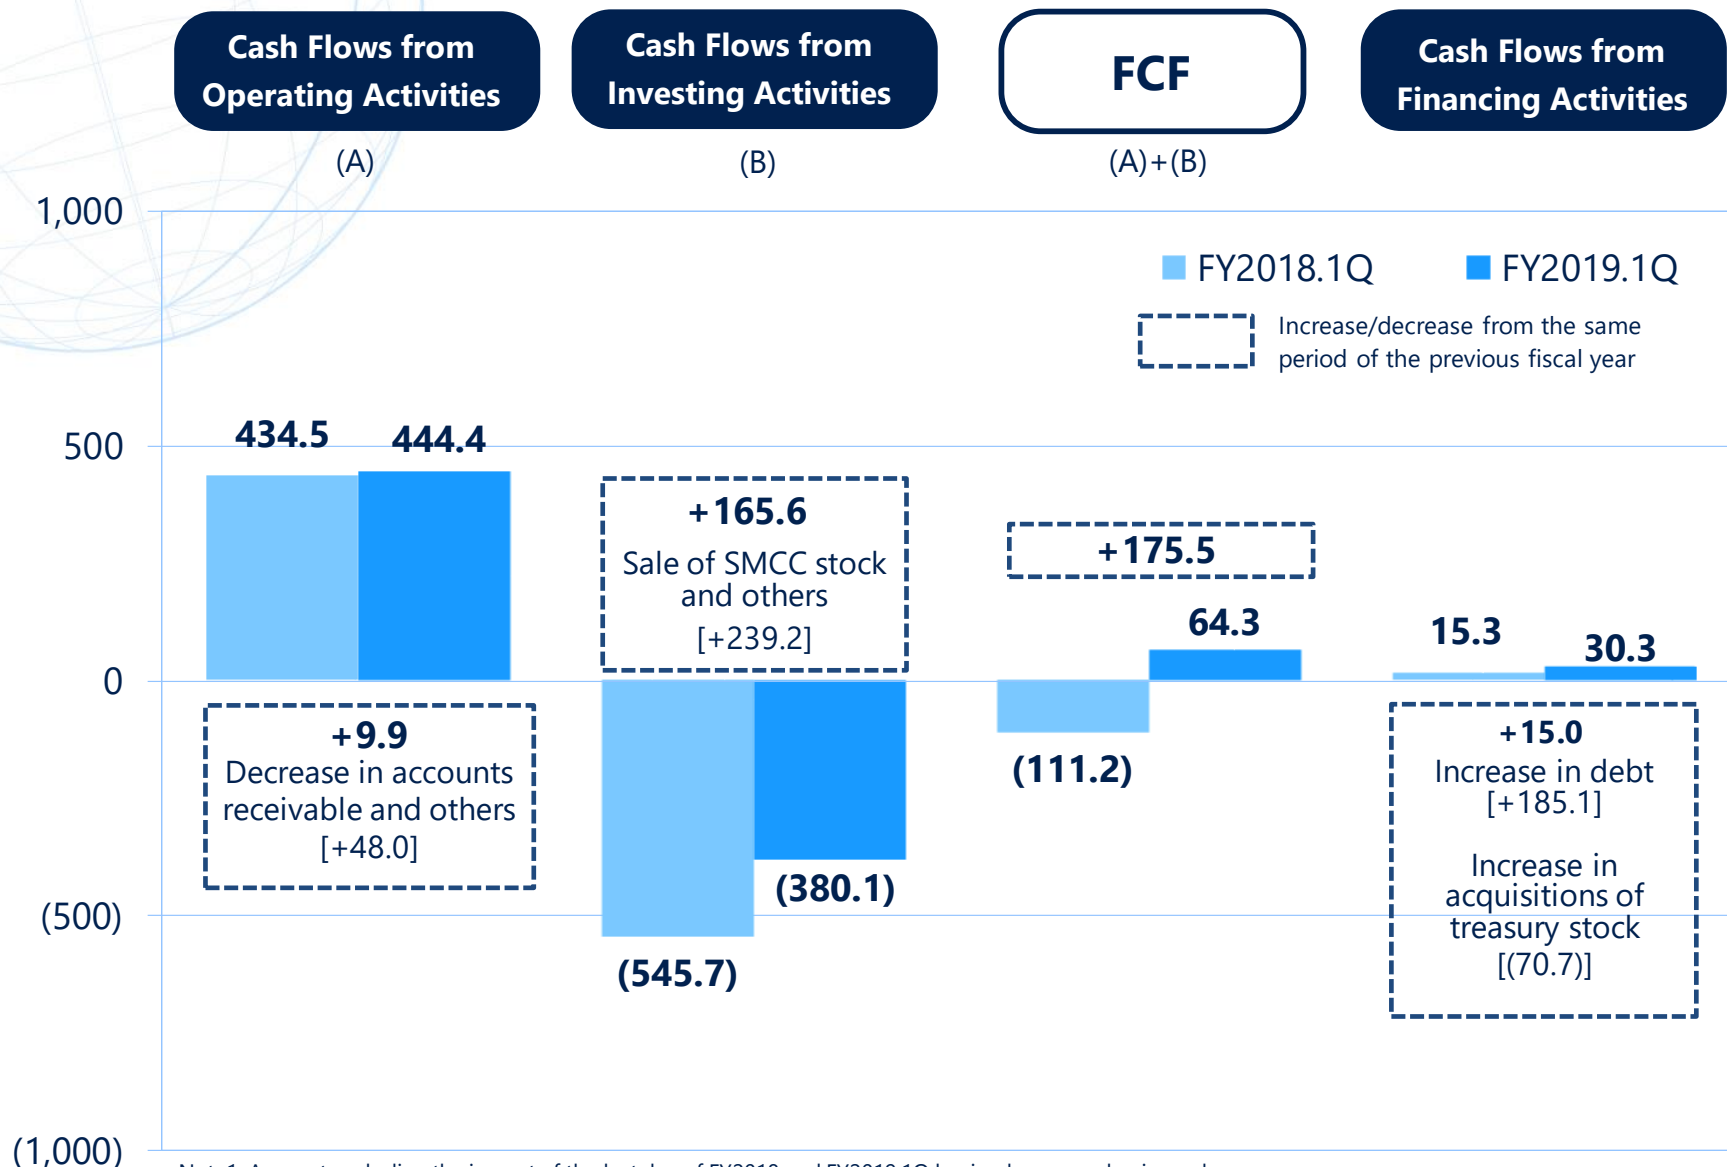 Cash Flows from
Operating Activities
(A)
Cash Flows from
Investing Activities
(B)
FCF
(A)+(B)
Cash Flows from
Financing Activities
1,000
500
0
(500)
(1,000)
FY2018.1Q
FY2019.1Q
Increase/decrease from the same
period of the previous fiscal year
434.5
444.4
+9.9
Decrease in accounts
receivable and others
[+48.0]
+165.6
Sale of SMCC stock
and others
[+239.2]
(545.7)
(380.1)
+175.5
(111.2)
64.3
15.3
30.3
+15.0
Increase in debt
[+185.1]
Increase in
acquisitions of
treasury stock
[(70.7)]